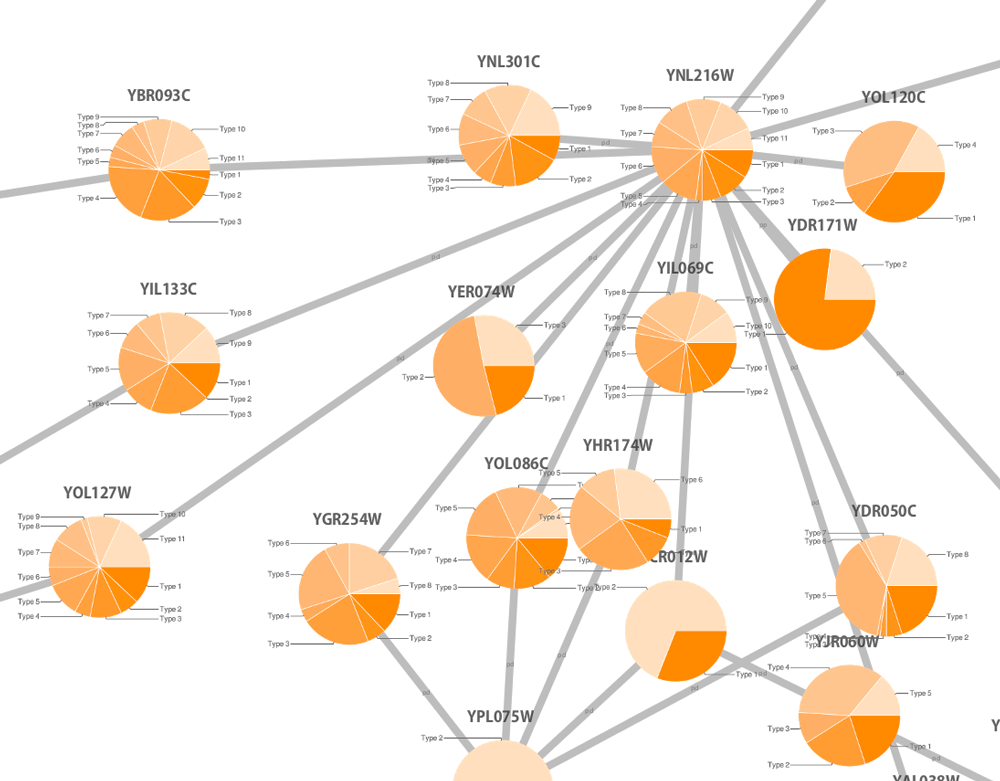 YNL301C
YNL216W
YBR093C
YOL120C
Type 8
Type 7
Type 6
Type 5
Type 4
Type 3
Type 9
Type 1
Type 2
Type 8
Type 7
Type 6
Type 5
Type 4
Type 9
Type 10
Type 11
Type 1
Type 2
Type 3
Type 9
Type 8
Type 7
Type 6
Type 5
Type 4
Type 10
Type 11
Type 1
Type 2
Type 3
Type 3
Type 2
Type 4
Type 1
pd
pd
pd
YDR171W
Type 2
Type 1
YIL133C
Type 7
Type 6
Type 5
Type 4
Type 8
Type 9
Type 1
Type 2
Type 3
YER074W
Type 2
Type 3
Type 1
YIL069C
Type 8
Type 7
Type 6
Type 5
Type 4
Type 3
Type 9
Type 10
Type 1
Type 2
pd
pd
pd
pd
pd
pd
pd
YOL127W
Type 9
Type 8
Type 7
Type 6
Type 5
Type 4
Type 10
Type 11
Type 1
Type 2
Type 3
YGR254W
Type 6
Type 5
Type 4
Type 3
Type 7
Type 8
Type 1
Type 2
YOL086C
Type 5
Type 4
Type 3
YHR174W
Type 5
Type 4
Type 3
Type 6
Type 1
CR012W
Type 2
Type 1
YDR050C
Type 7
Type 6
Type 5
Type 8
Type 1
Type 2
pd
JR060W
Type 4
Type 3
Type 2
Type 5
Type 1
YPL075W
Type 2
pd
pd
pd
pd
pd
pd
Y
YAL038W